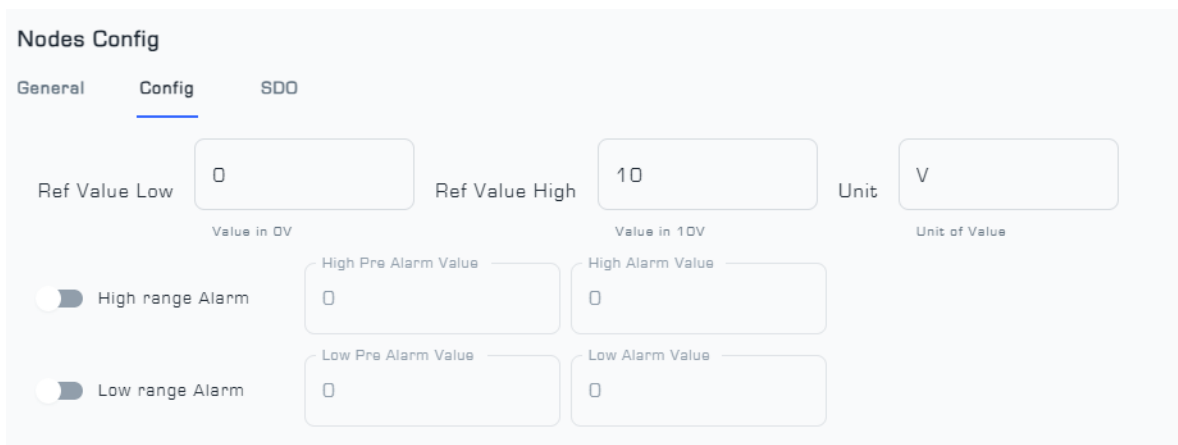 Nodes Config
General Config SDO
Ref Value Low 0 Ref Value High 10 Unit V
Value in 0V Value in 10V Unit of Value
High Pre Alarm Value High Alarm Value
High range Alarm 0 0
Low Pre Alarm Value Low Alarm Value
Low range Alarm 0 0